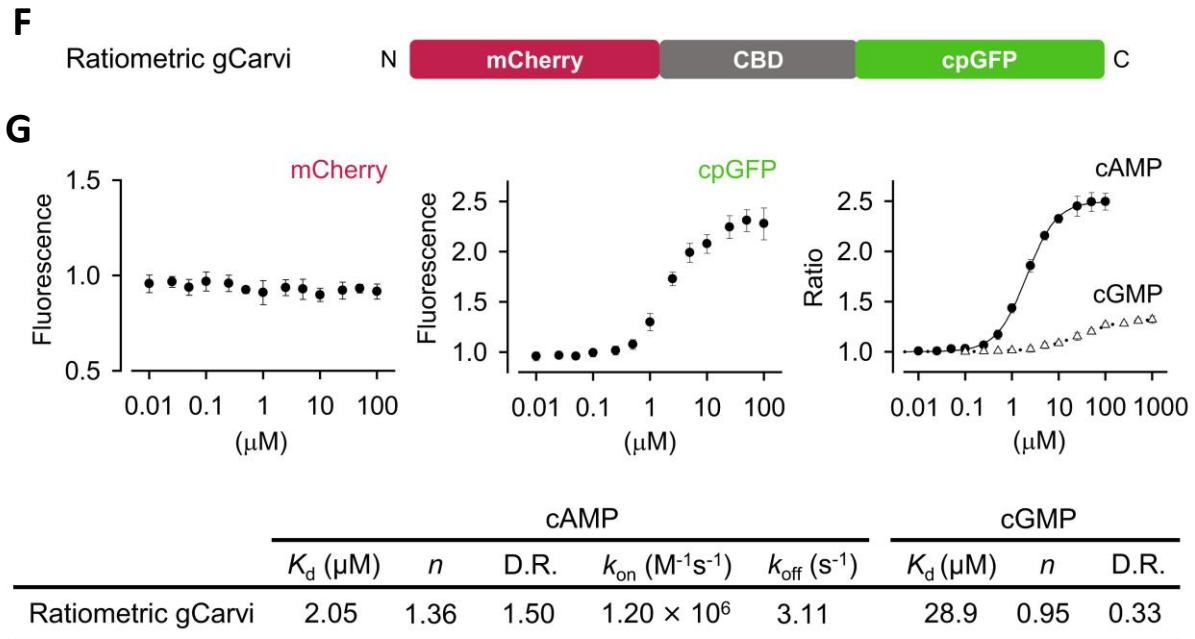 F
Ratiometric gCarvi N mCherry CBD cpGFP C
G
mCherry
Fluorescence
1.5
1.0
0.5
0.01 0.1 1 10 100
(μM)
cpGFP
Fluorescence
2.5
2.0
1.5
1.0
0.01 0.1 1 10 100
(μM)
cAMP
cGMP
Ratio
2.5
2.0
1.5
1.0
0.01 0.1 1 10 100 1000
(μM)
cAMP cGMP
Kd (μM) n D.R. kon (M-1s-1) koff (s-1) Kd (μM) n D.R.
Ratiometric gCarvi 2.05 1.36 1.50 1.20 × 10⁶ 3.11 28.9 0.95 0.33